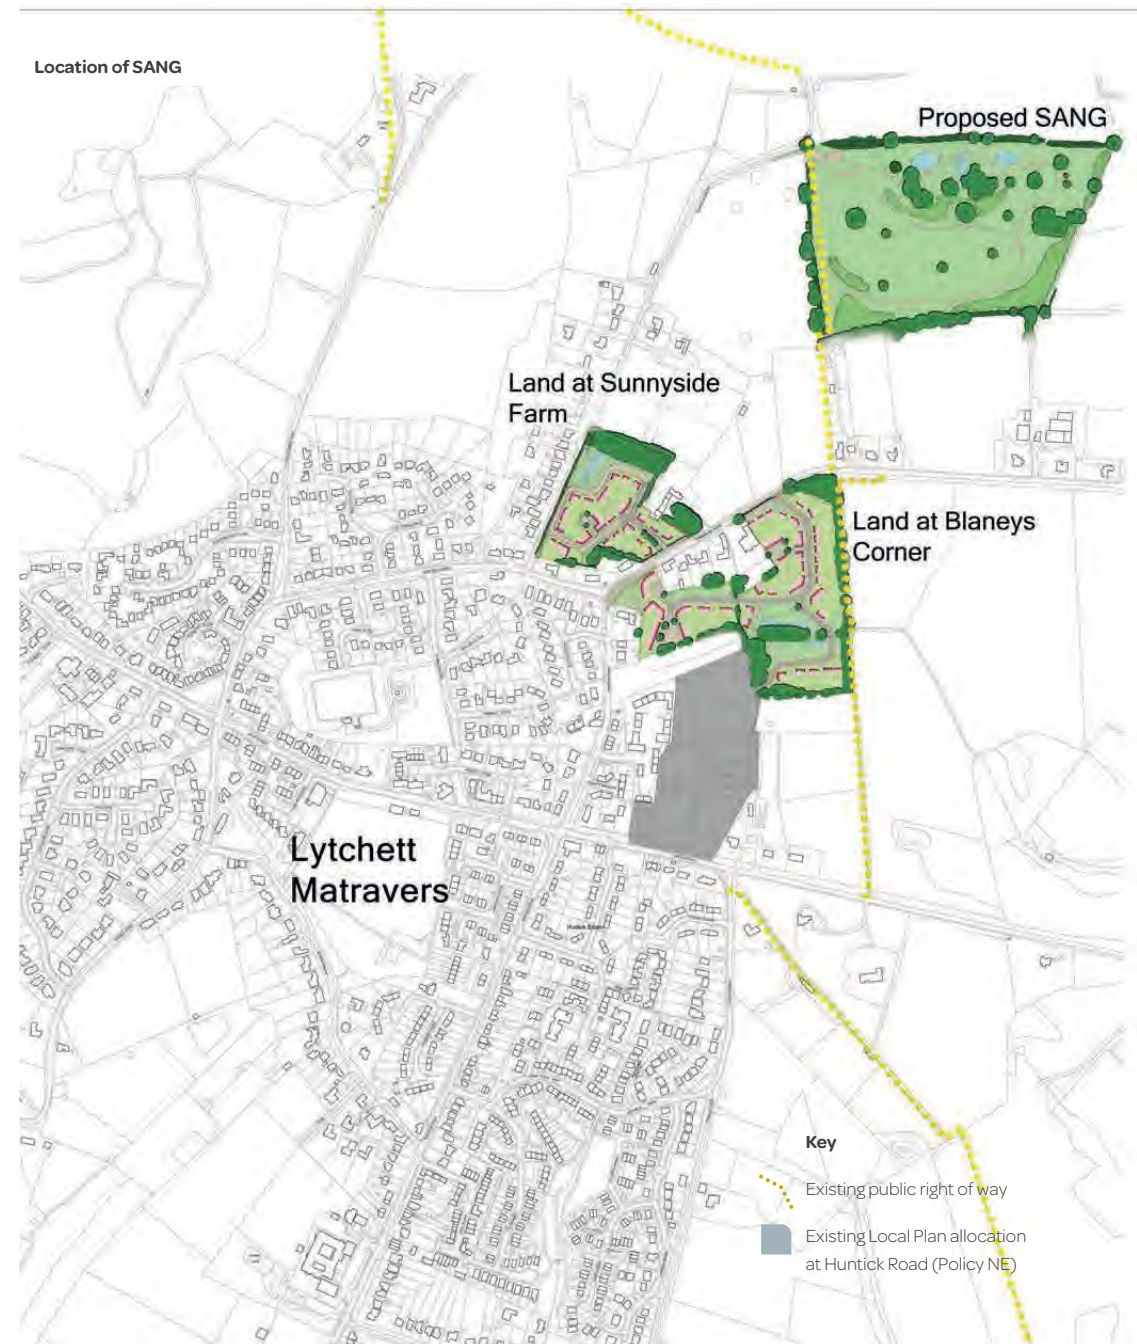 Location of SANG
Proposed SANG
Land at Sunnyside
Farm
Land at Blaneys
Corner
Lytchett
Matravers
Key
Existing public right of way
Existing Local Plan allocation
at Huntick Road (Policy NE)